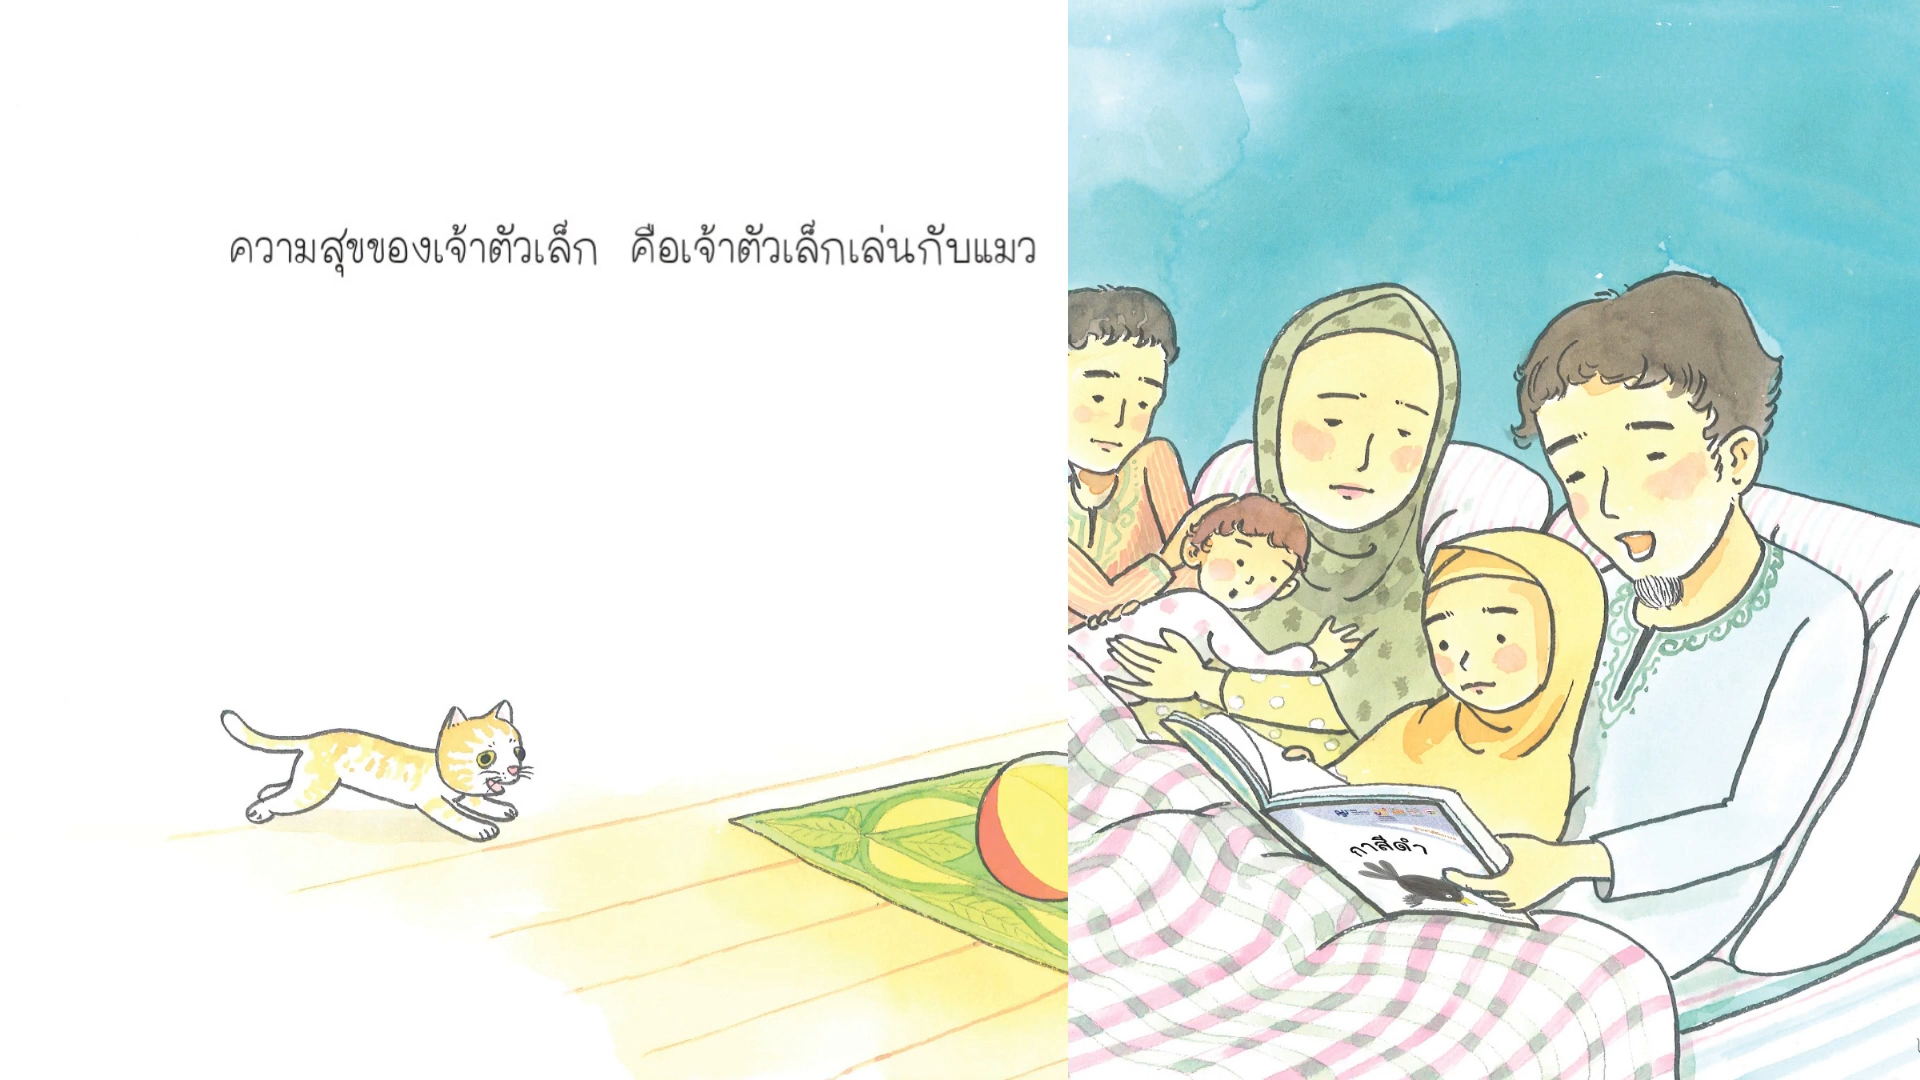 ความสุขของเจ้าตัวเล็ก คือเจ้าตัวเล็กเล่นกับแมว
กาสีดำ